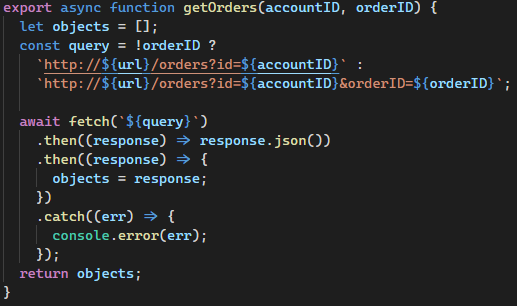 export async function getOrders(accountID, orderID) {
  let objects = [];
  const query = !orderID ?
    `http://${url}/orders?id=${accountID}` :
    `http://${url}/orders?id=${accountID}&orderID=${orderID}`;

  await fetch(`${query}`)
    .then((response) => response.json())
    .then((response) => {
      objects = response;
    })
    .catch((err) => {
      console.error(err);
    });
  return objects;
}